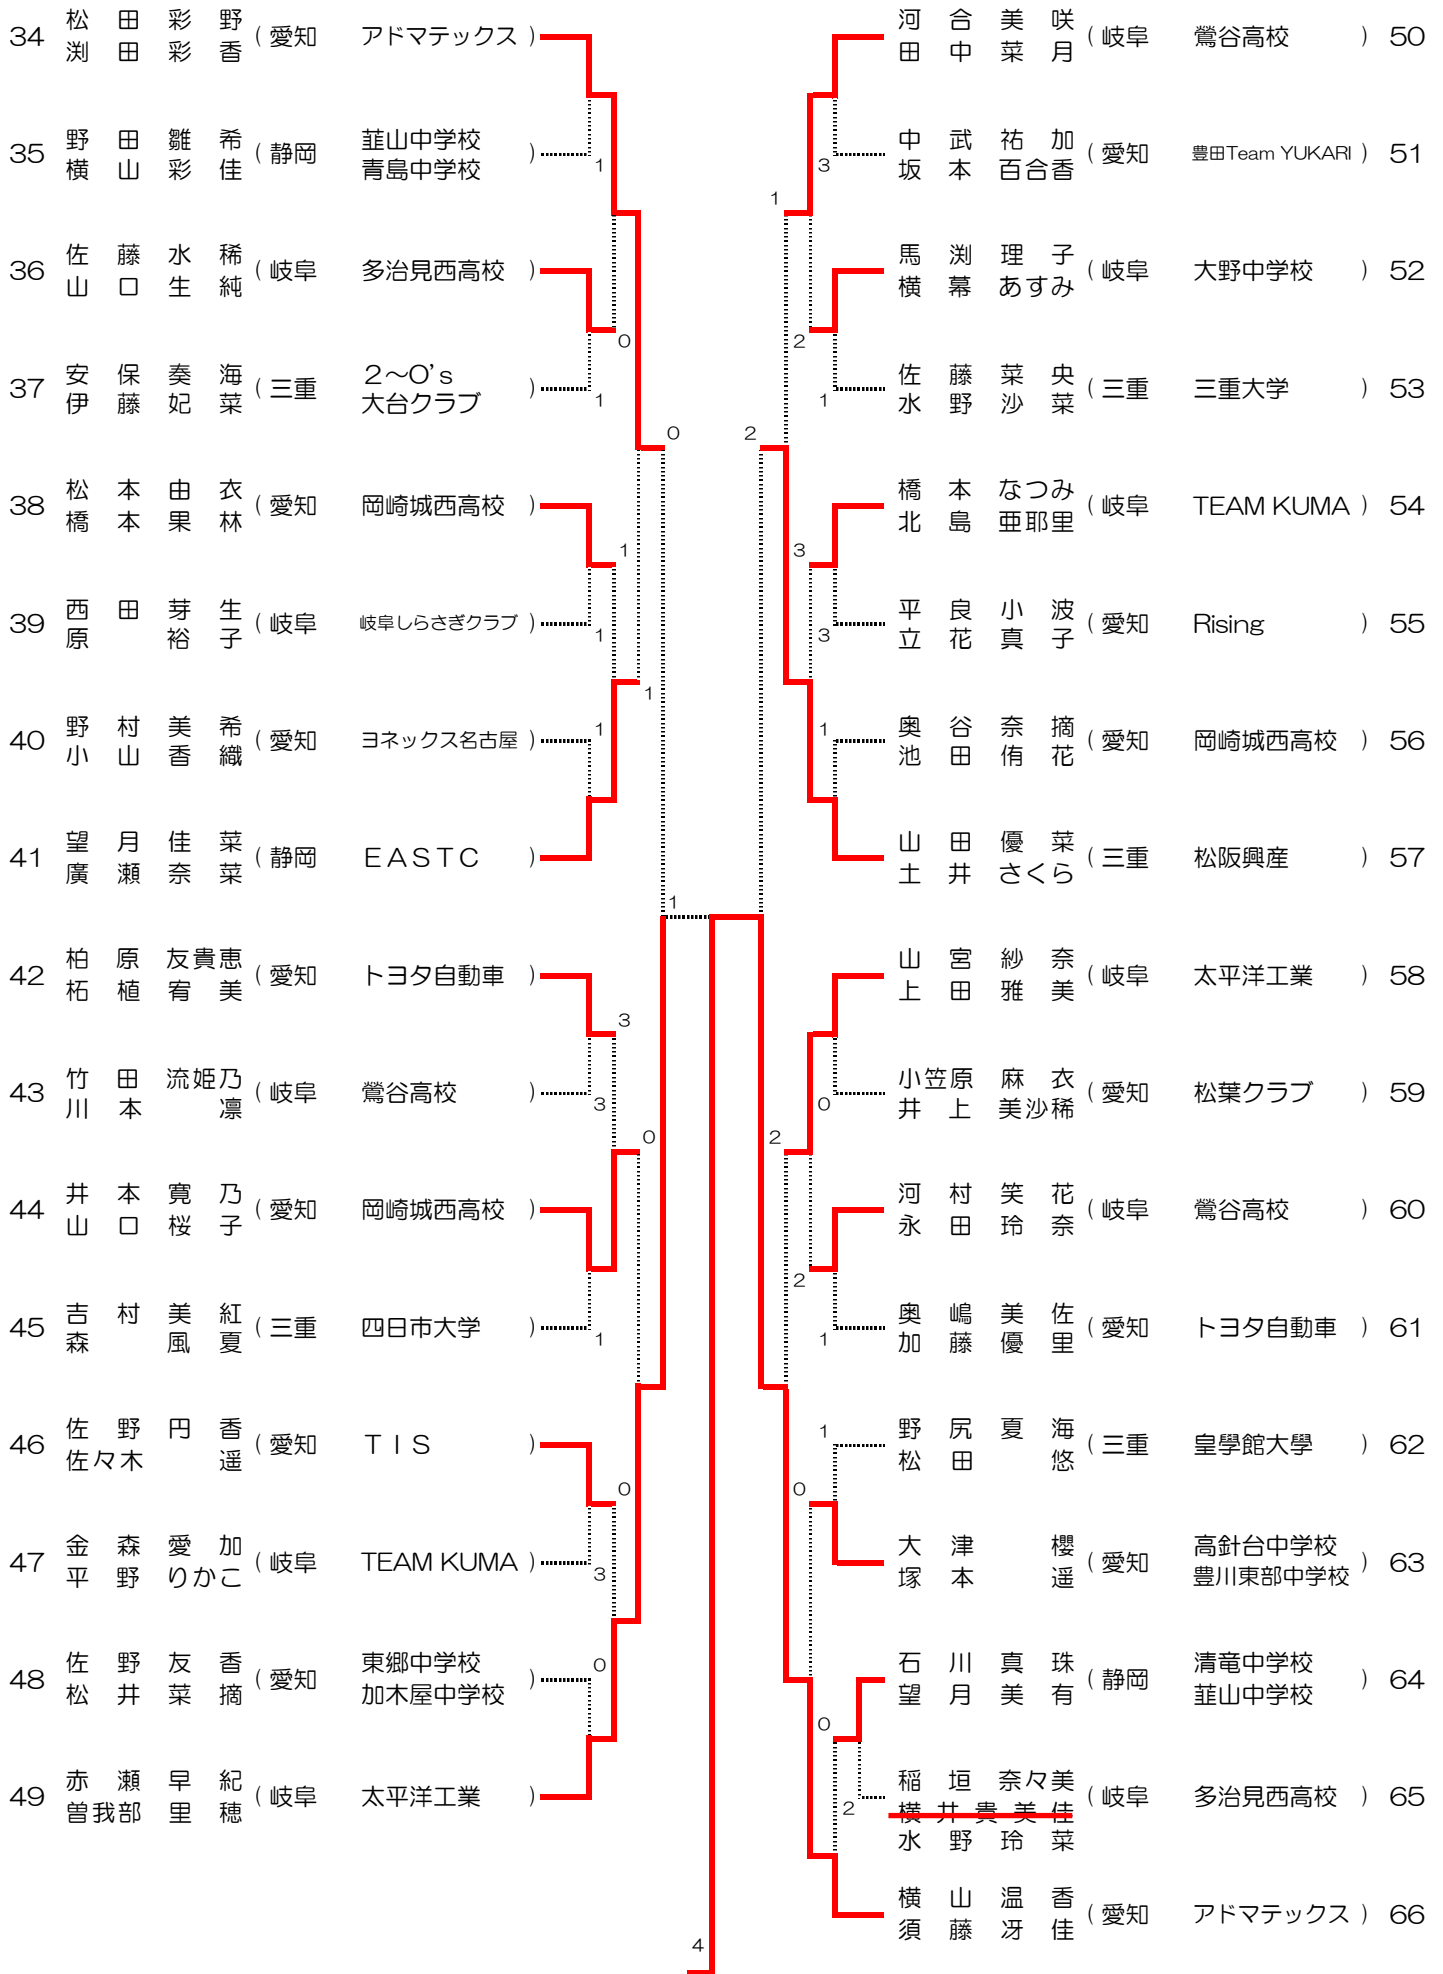 34 松田彩野 (愛知 アドマテックス)
渕田彩香
35 野田雛希 (静岡 韮山中学校)
横山彩佳 青島中学校
1
36 佐藤水稀 (岐阜 多治見西高校)
山口生純
0
37 安保奏海 (三重 2～O's)
伊藤妃菜 大台クラブ
1
0
38 松本由衣 (愛知 岡崎城西高校)
橋本果林
1
39 西田芽生 (岐阜 岐阜しらさぎクラブ)
原裕子
1
1
40 野村美希 (愛知 ヨネックス名古屋)
小山香織
1
41 望月佳菜 (静岡 EASTC)
廣瀬奈菜
1
42 柏原友貴恵 (愛知 トヨタ自動車)
柘植宥美
3
43 竹田流姫乃 (岐阜 鶯谷高校)
川本凛
3
0
44 井本寛乃 (愛知 岡崎城西高校)
山口桜子
45 吉村美紅 (三重 四日市大学)
森風夏
1
46 佐野円香 (愛知 TIS)
佐々木遥
0
47 金森愛加 (岐阜 TEAM KUMA)
平野りかこ
3
48 佐野友香 (愛知 東郷中学校)
松井菜摘 加木屋中学校
0
49 赤瀬早紀 (岐阜 太平洋工業)
曽我部里穂
河合美咲 (岐阜 鶯谷高校) 50
田中菜月
中武祐加 (愛知 豊田Team YUKARI) 51
坂本百合香
3
1
馬渕理子 (岐阜 大野中学校) 52
横幕あすみ
2
佐藤菜央 (三重 三重大学) 53
水野沙菜
1
2
橋本なつみ (岐阜 TEAM KUMA) 54
北島亜耶里
3
平良小波 (愛知 Rising) 55
立花真子
3
奥谷奈摘 (愛知 岡崎城西高校) 56
池田侑花
1
山田優菜 (三重 松阪興産) 57
土井さくら
山宮紗奈 (岐阜 太平洋工業) 58
上田雅美
小笠原麻衣 (愛知 松葉クラブ) 59
井上美沙稀
0
2
河村笑花 (岐阜 鶯谷高校) 60
永田玲奈
2
奥嶋美佐 (愛知 トヨタ自動車) 61
加藤優里
1
野尻夏海 (三重 皇學館大學) 62
松田悠
1
0
大津櫻 (愛知 高針台中学校) 63
塚本遥 豊川東部中学校
石川真珠 (静岡 清竜中学校) 64
望月美有 韮山中学校
0
稲垣奈々美 (岐阜 多治見西高校) 65
横井貴美佳
水野玲菜
2
横山温香 (愛知 アドマテックス) 66
須藤冴佳
4